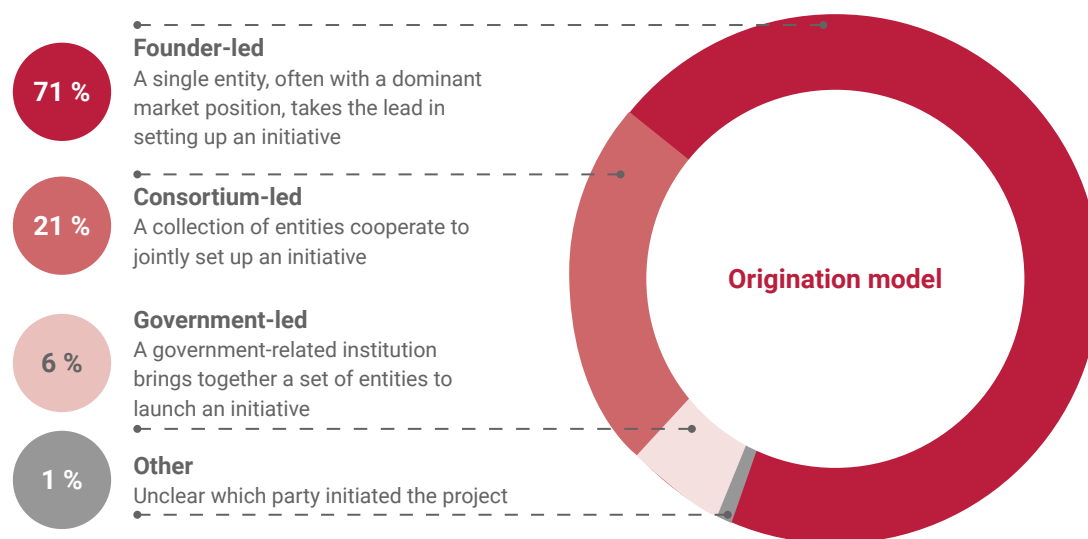 71 %
Founder-led
A single entity, often with a dominant
market position, takes the lead in
setting up an initiative
21 %
Consortium-led
A collection of entities cooperate to
jointly set up an initiative
6 %
Government-led
A government-related institution
brings together a set of entities to
launch an initiative
1 %
Other
Unclear which party initiated the project
Origination model